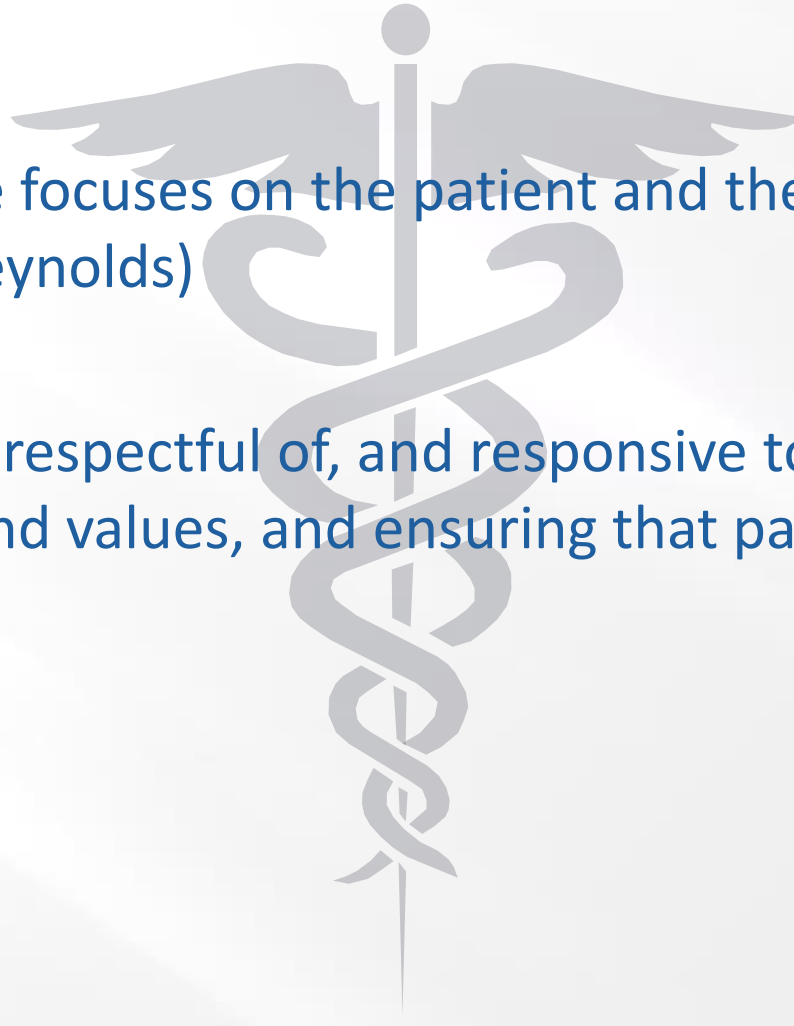 e focuses on the patient and the
eynolds)
respectful of, and responsive to
nd values, and ensuring that pa